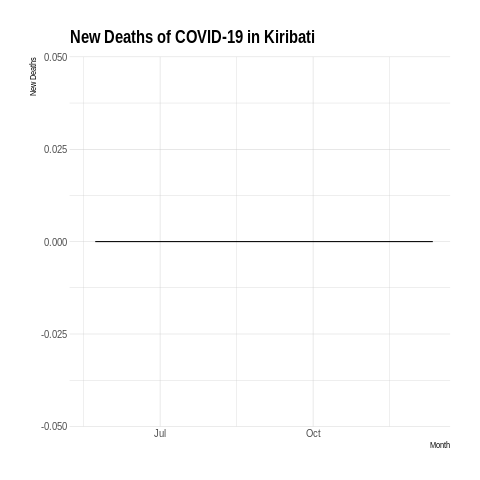 New Deaths of COVID-19 in Kiribati
New Deaths
0.050
0.025
0.000
-0.025
-0.050
Jul
Oct
Month